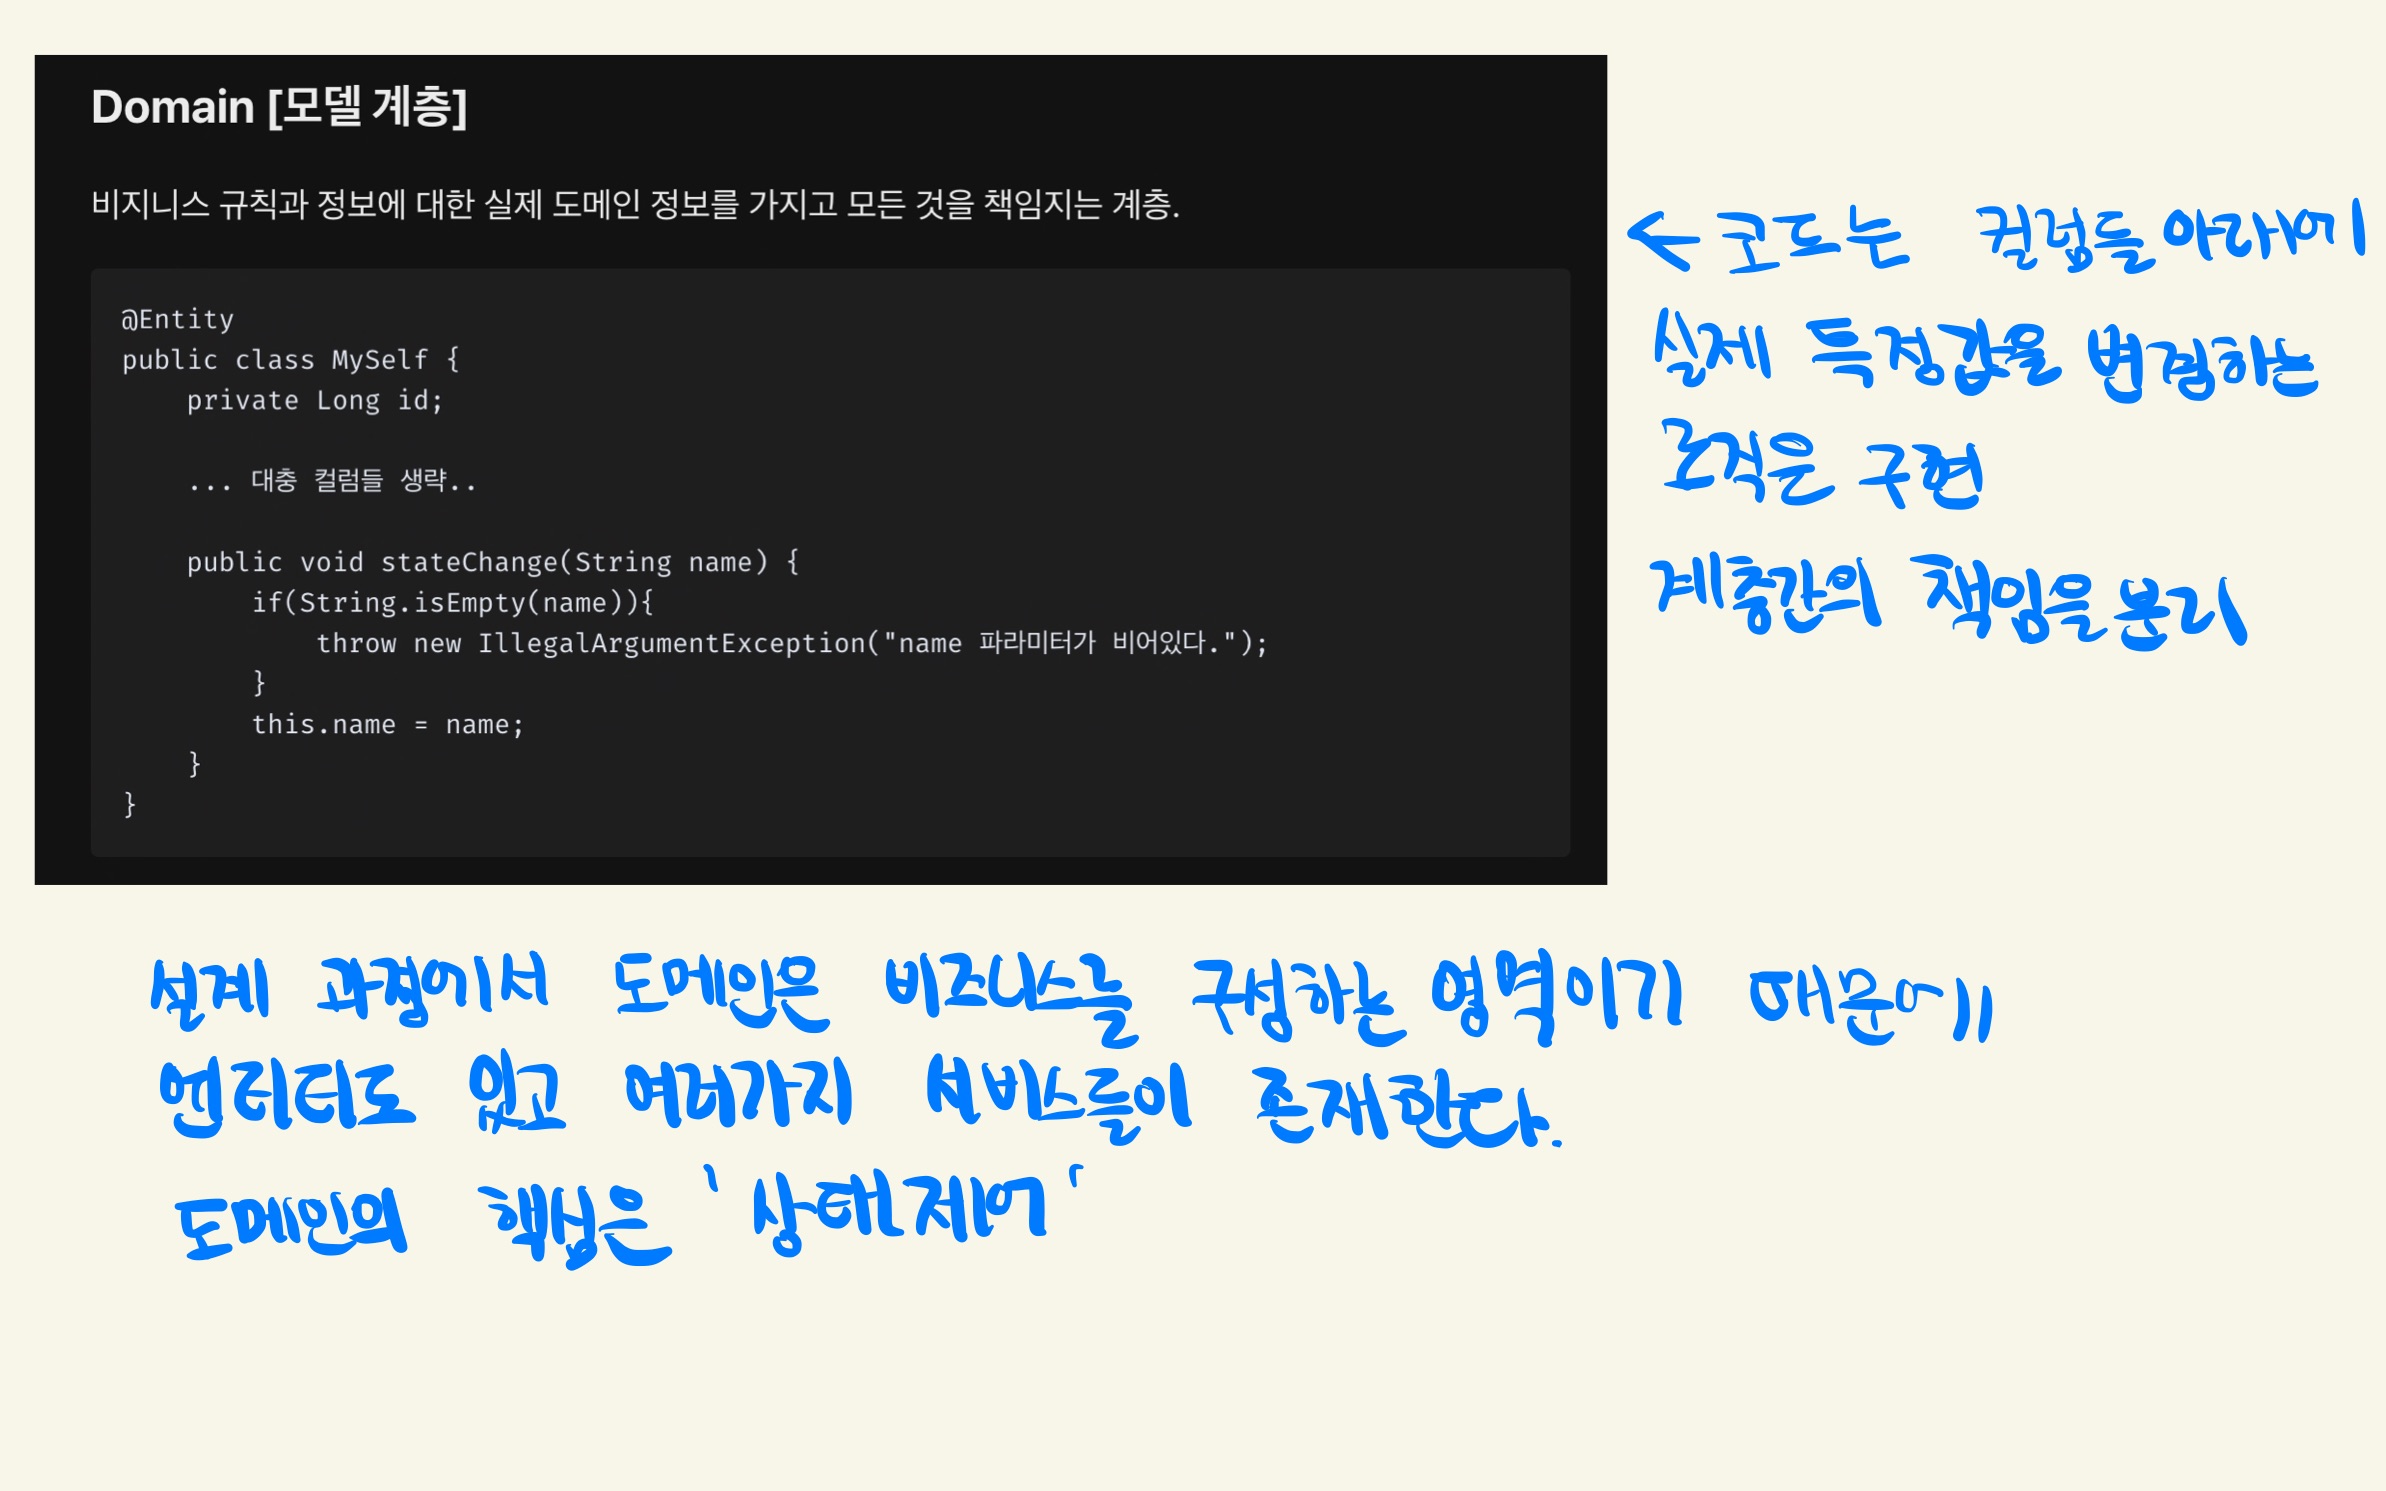 Domain [모델 계층]
비지니스 규칙과 정보에 대한 실제 도메인 정보를 가지고 모든 것을 책임지는 계층.
@Entity
public class MySelf {
    private Long id;
    ... 대충 컬럼들 생략..
    public void stateChange(String name) {
        if(String.isEmpty(name)){
            throw new IllegalArgumentException("name 파라미터가 비어있다.");
        }
        this.name = name;
    }
}
←코드는 컬럼들 아래에
실제 특정값을 변경하는
로직은 구현
계층간의 책임을 분리
설계 과정에서 도메인은 비즈니스를 구성하는 영역이기 때문에
엔티티도 있고 여러가지 서비스들이 존재한다.
도메인의 핵심은 '상태제어'